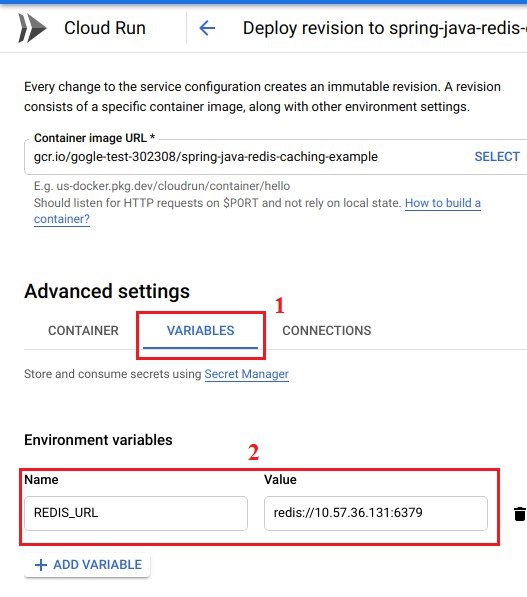 Cloud Run
Deploy revision to spring-java-redis-
Every change to the service configuration creates an immutable revision. A revision
consists of a specific container image, along with other environment settings.
Container image URL *
gcr.io/gogle-test-302308/spring-java-redis-caching-example
SELECT
E.g. us-docker.pkg.dev/cloudrun/container/hello
Should listen for HTTP requests on $PORT and not rely on local state. How to build a
container?
Advanced settings
1
CONTAINER
VARIABLES
CONNECTIONS
Store and consume secrets using Secret Manager
Environment variables
2
Name
Value
REDIS_URL
redis://10.57.36.131:6379
+ ADD VARIABLE